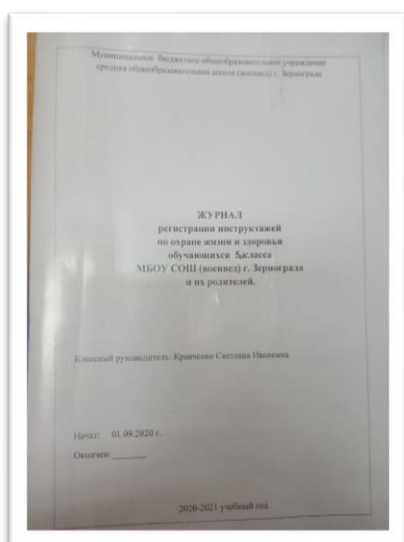 Муниципальное бюджетное общеобразовательное учреждение
средняя общеобразовательная школа (военвед) г. Зернограда
ЖУРНАЛ
регистрации инструктажей
по охране жизни и здоровья
обучающихся 5 класса
МБОУ СОШ (военвед) г. Зернограда
и их родителей.
Классный руководитель: Кравченко Светлана Ивановна
Начат: 01.09.2020 г.
Окончен: ______
2020-2021 учебный год